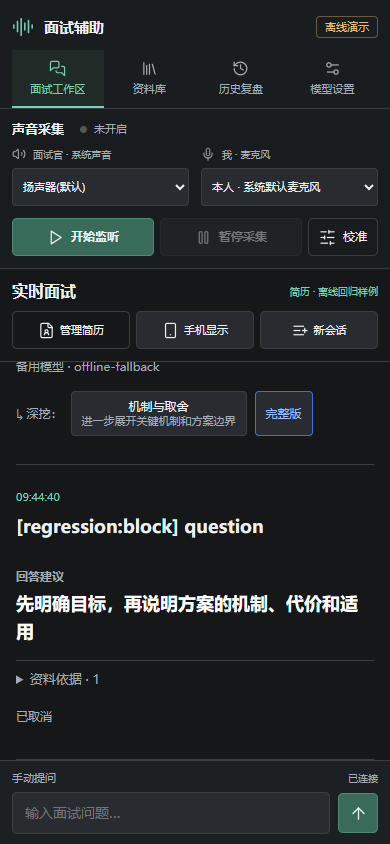 面试辅助
离线演示
面试工作区
资料库
历史复盘
模型设置
声音采集
未开启
面试官 · 系统声音
我 · 麦克风
扬声器(默认)
本人 · 系统默认麦克风
开始监听
暂停采集
校准
实时面试
简历 · 离线回归样例
管理简历
手机显示
新会话
备用模型 · offline-fallback
↳ 深挖：
机制与取舍
进一步展开关键机制和方案边界
完整版
09:44:40
[regression:block] question
回答建议
先明确目标，再说明方案的机制、代价和适
用
资料依据 · 1
已取消
手动提问
已连接
输入面试问题...